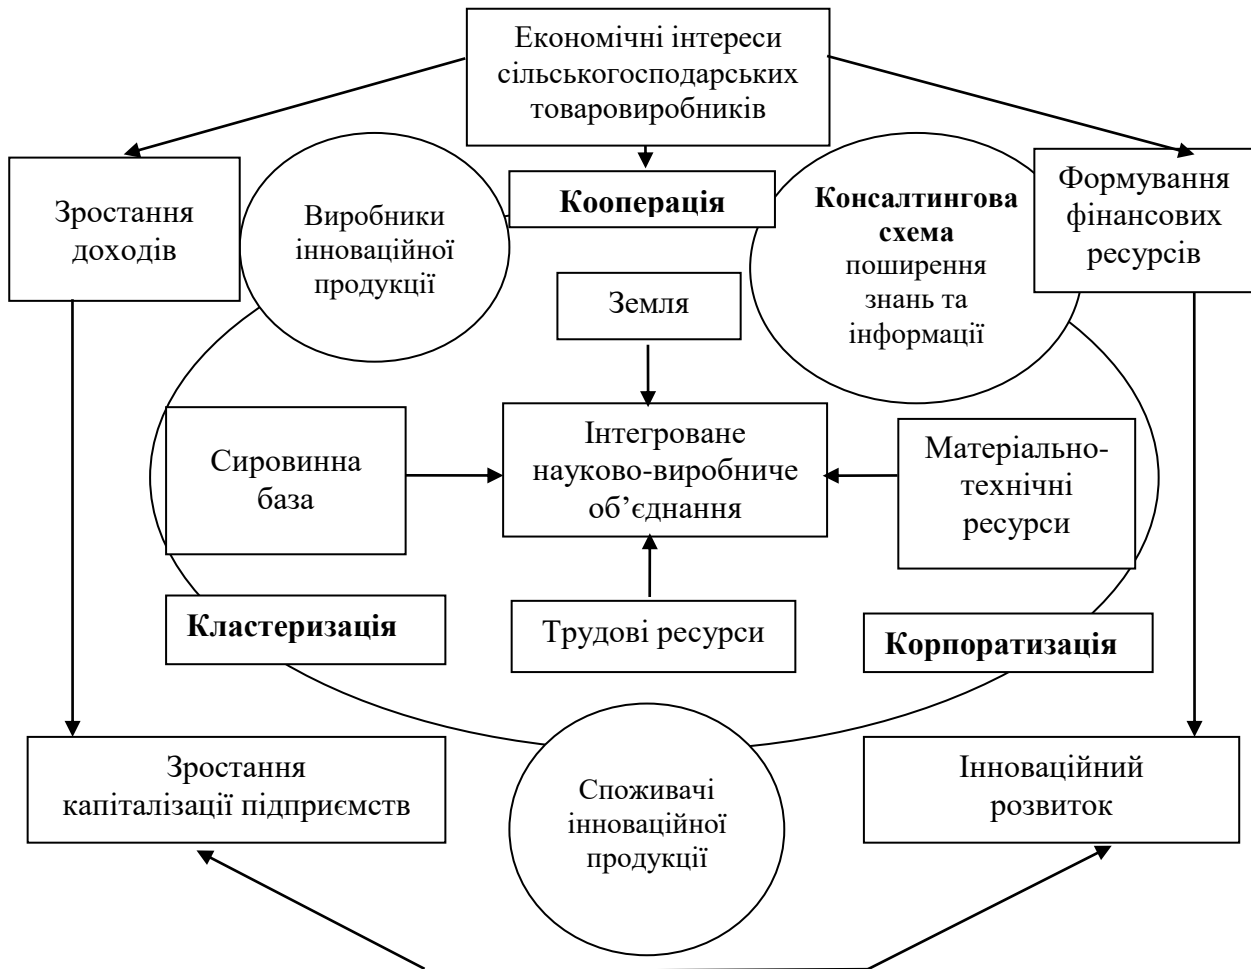 Економічні інтереси
сільськогосподарських
товаровиробників
Зростання
доходів
Виробники
інноваційної
продукції
Кооперація
Консалтингова
схема
поширення
знань та
інформації
Формування
фінансових
ресурсів
Земля
Сировинна
база
Інтегроване
науково-виробниче
об’єднання
Матеріально-
технічні
ресурси
Кластеризація
Трудові ресурси
Корпоратизація
Зростання
капіталізації підприємств
Споживачі
інноваційної
продукції
Інноваційний
розвиток